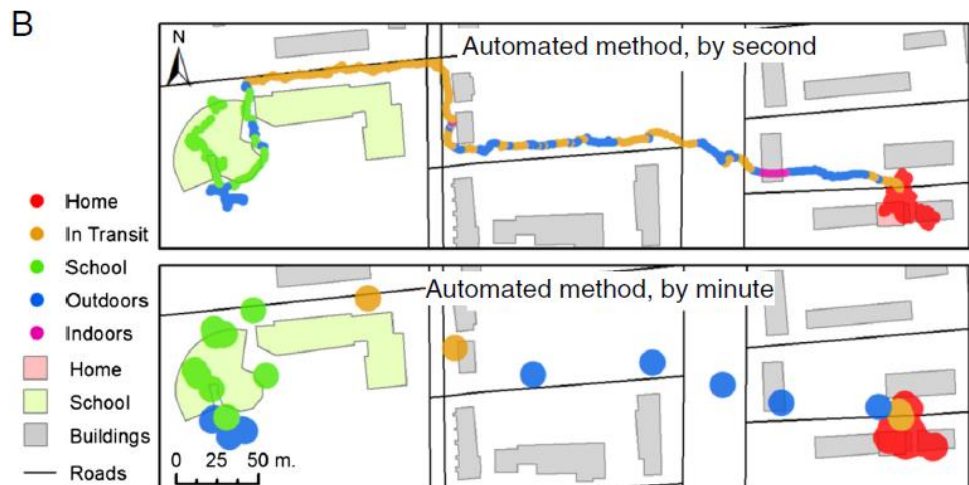 B
N
Automated method, by second
Home
In Transit
School
Outdoors
Indoors
Home
School
Buildings
Roads
Automated method, by minute
0 25 50 m.